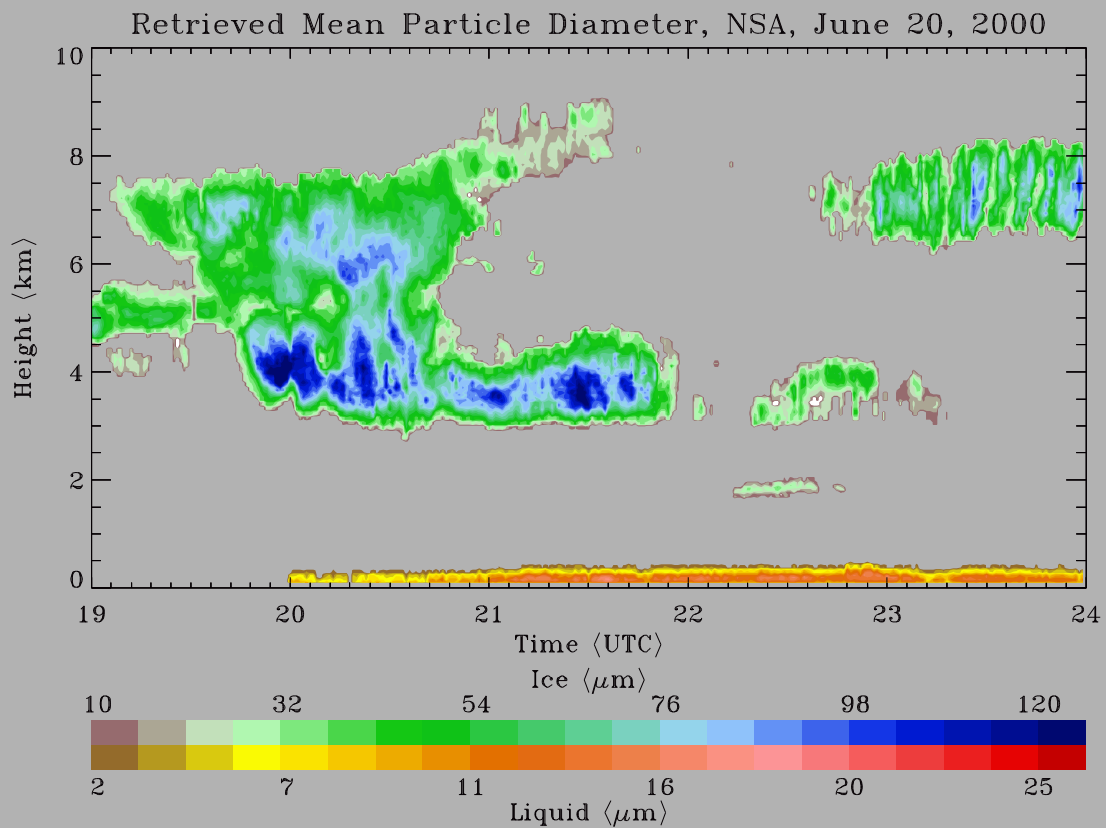 Retrieved Mean Particle Diameter, NSA, June 20, 2000
10
8
6
4
2
0
Height ⟨km⟩
19 20 21 22 23 24
Time ⟨UTC⟩
Ice ⟨μm⟩
10 32 54 76 98 120
2 7 11 16 20 25
Liquid ⟨μm⟩